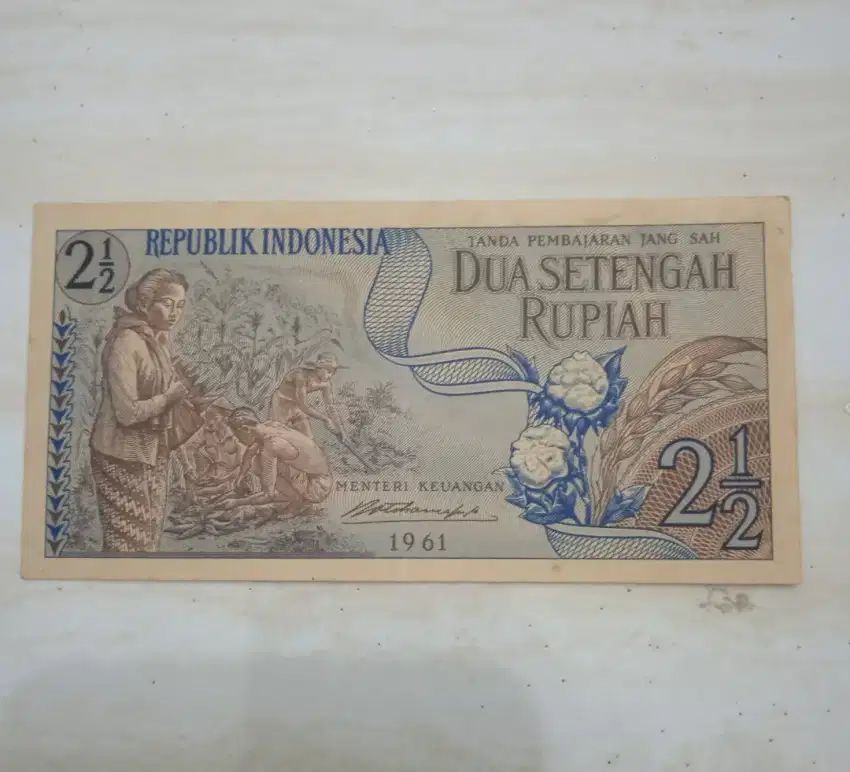 2½
REPUBLIK INDONESIA
TANDA PEMBAJARAN JANG SAH
DUA SETENGAH
RUPIAH
MENTERI KEUANGAN
1961
2½